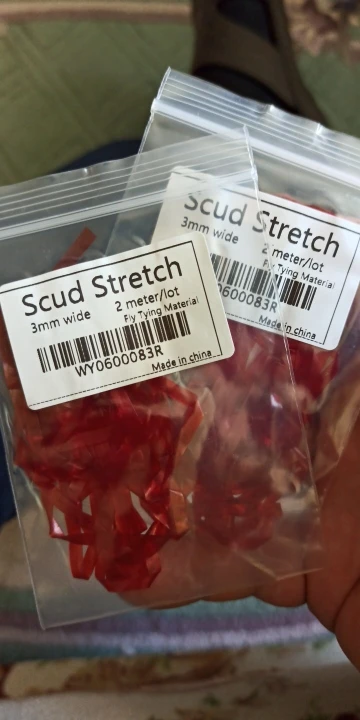 Scud Stretch
3mm wide 2 meter/lot
Fly Tying Material
WY0600083R
Made in china
Scud Stretch
3mm wide 2 meter/lot
Fly Tying Material
0600083R
Made in china